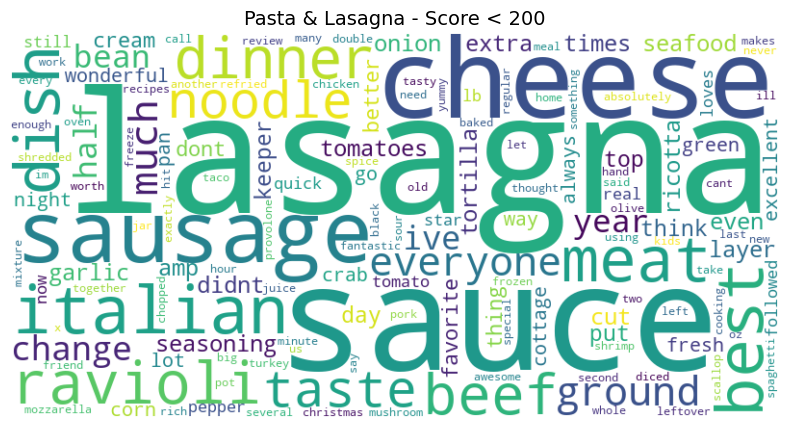 Pasta & Lasagna - Score < 200
still
cream
call
review
many
double
onion
extra
times
seafood
makes
never
work
bean
dinner
cheese
every
wonderful
another
refried
chicken
better
tasty
yummy
regular
meal
home
something
absolutely
loves
ill
recipes
dish
half
much
noodle
lb
need
enough
oven
freeze
pan
lasagna
baked
let
always
ricotta
green
excellent
shredded
hit
dont
tomatoes
top
hand
im
worth
keeper
spice
go
tortilla
thought
said
real
cant
night
taco
quick
old
olive
exactly
provolone
black
sour
star
way
year
think
even
jar
sausage
fantastic
ive
using
kids
last
new
mixture
now
garlic
amp
crab
everyone
meat
layer
take
together
chopped
didnt
hour
juice
tomato
favorite
thing
special
frozen
cottage
cut
two
left
cooking
best
followed
spaghetti
italian
day
pork
sauce
put
shrimp
fresh
oz
x
change
seasoning
minute
us
say
friend
lot
big
turkey
awesome
second
diced
scallop
ravioli
pot
taste
beef
ground
mozzarella
corn
rich
pepper
several
christmas
mushroom
whole
leftover